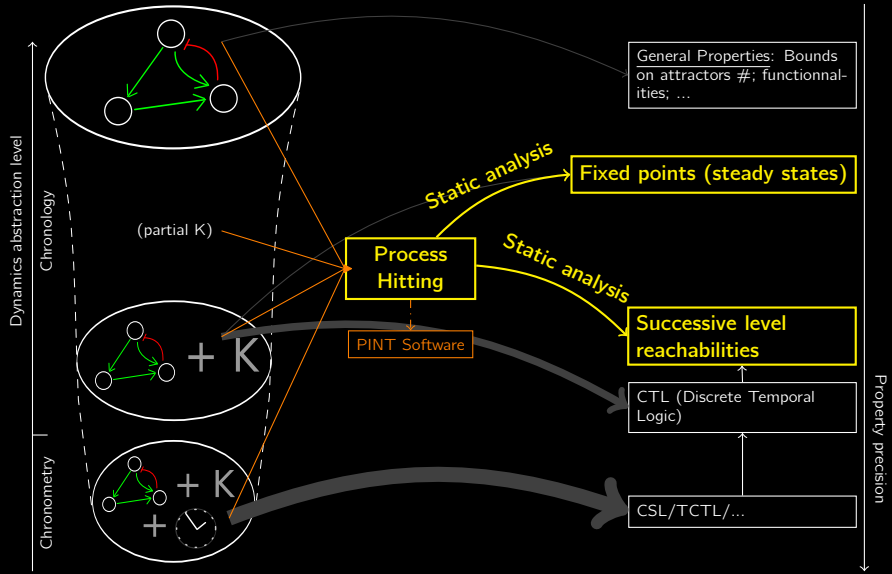 Dynamics abstraction level
Chronology
Chronometry
(partial K)
+ K
+ K
+
Process
Hitting
PINT Software
Static analysis
Static analysis
General Properties: Bounds
on attractors #; functionnal-
ities; ...
Fixed points (steady states)
Successive level
reachabilities
CTL (Discrete Temporal
Logic)
CSL/TCTL/...
Property precision